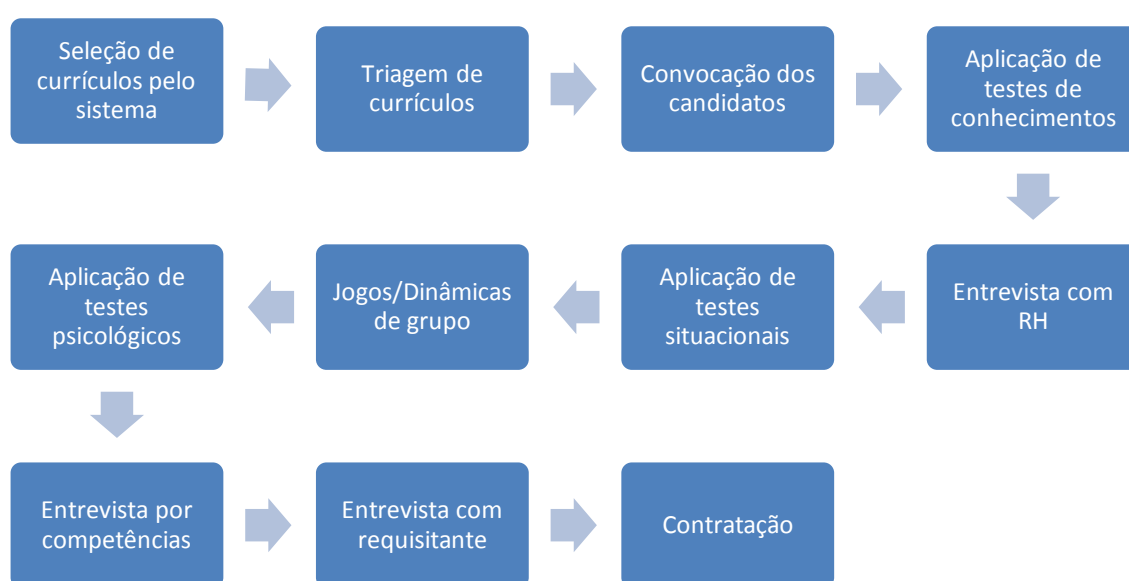 Seleção de
currículos pelo
sistema
Triagem de
currículos
Convocação dos
candidatos
Aplicação de
testes de
conhecimentos
Entrevista com
RH
Aplicação de
testes
situacionais
Jogos/Dinâmicas
de grupo
Aplicação de
testes
psicológicos
Entrevista por
competências
Entrevista com
requisitante
Contratação